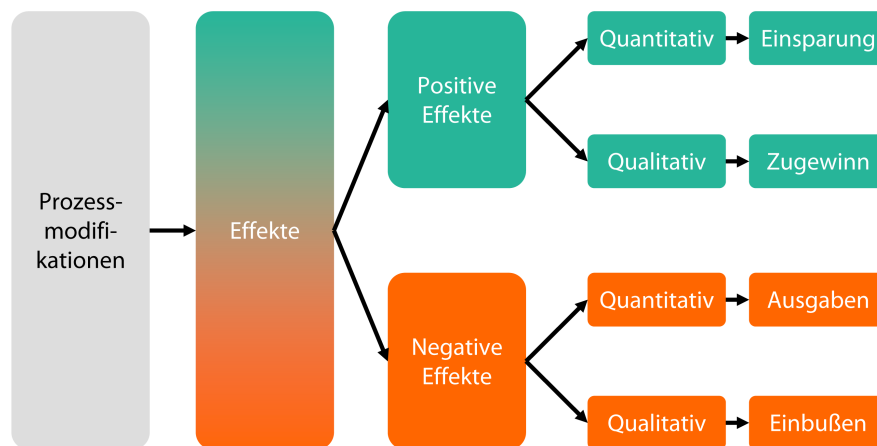 Prozess-
modifi-
kationen
Effekte
Positive
Effekte
Quantitativ
Einsparung
Qualitativ
Zugewinn
Negative
Effekte
Quantitativ
Ausgaben
Qualitativ
Einbußen